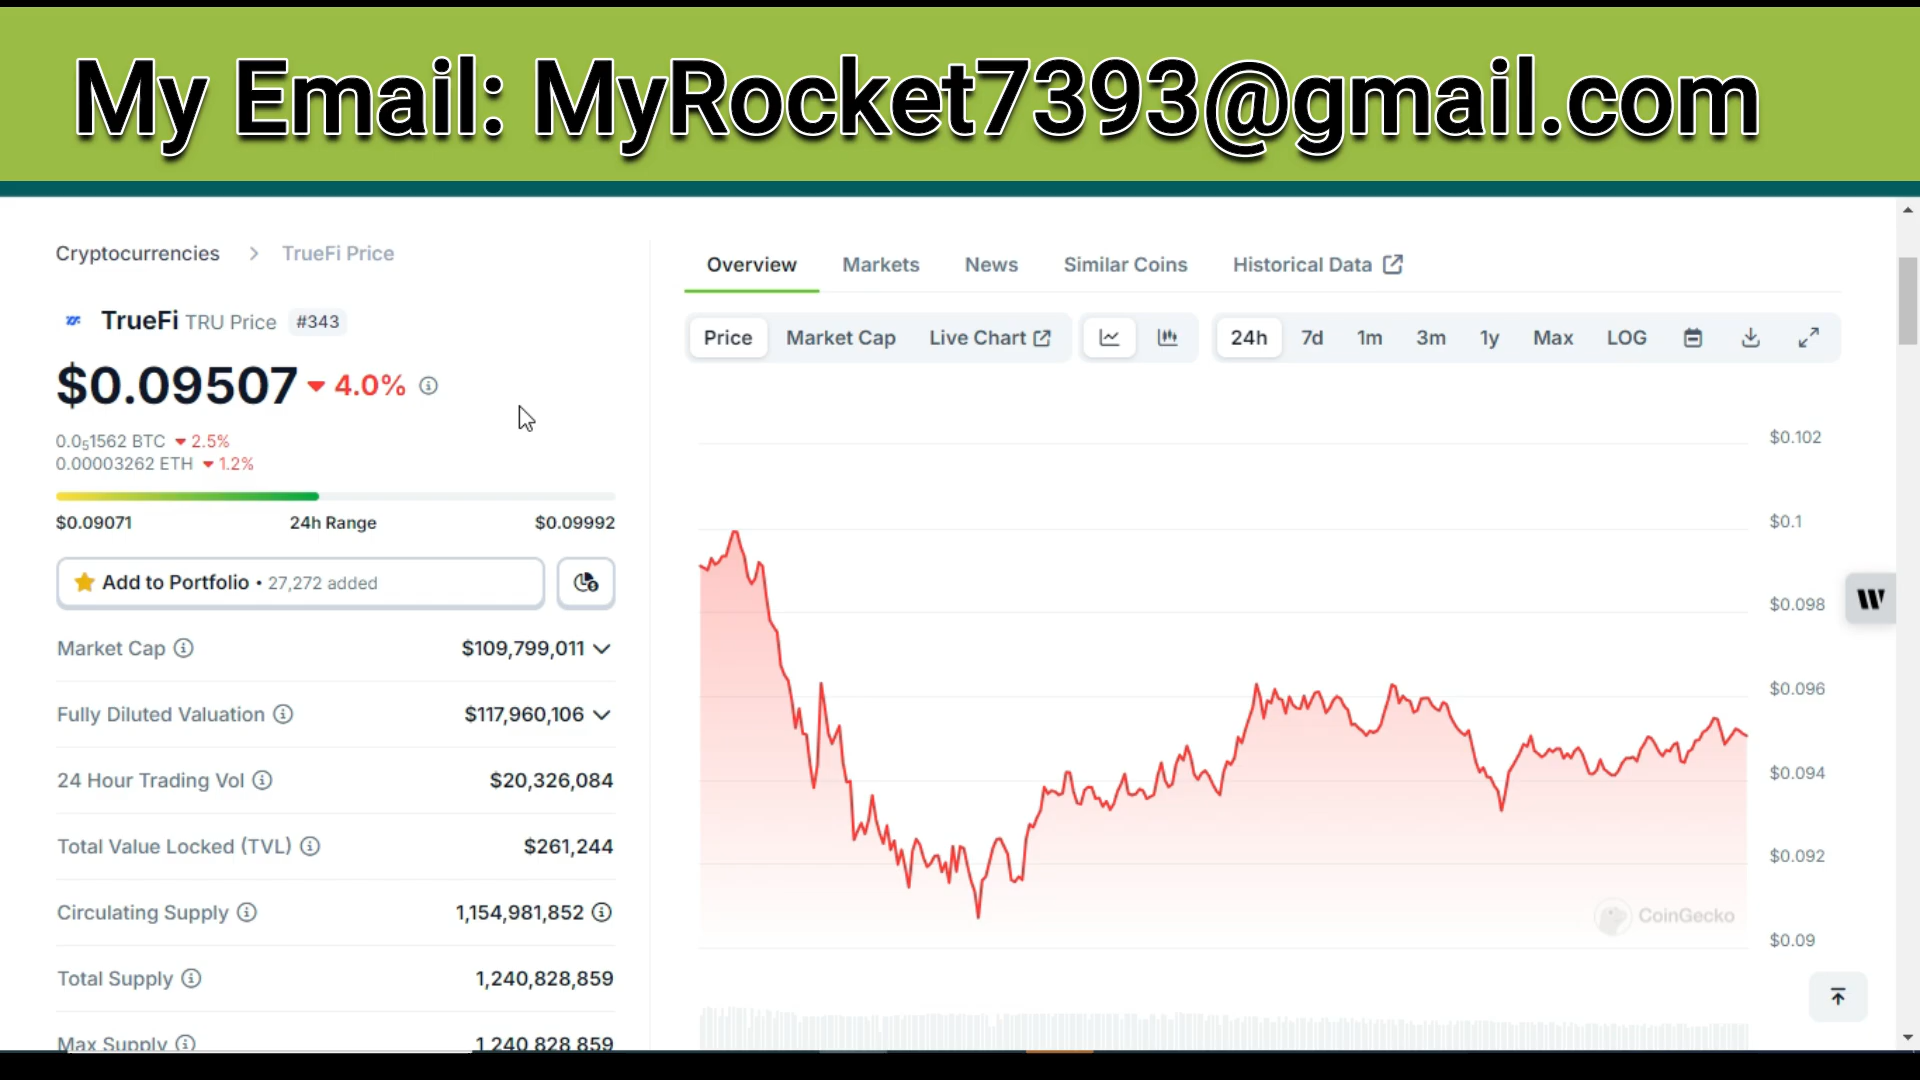 My Email: MyRocket7393@gmail.com
Cryptocurrencies > TrueFi Price
TrueFi TRU Price #343
$0.09507 4.0%
0.0₅1562 BTC 2.5%
0.00003262 ETH 1.2%
$0.09071 24h Range $0.09992
Add to Portfolio • 27,272 added
Market Cap $109,799,011
Fully Diluted Valuation $117,960,106
24 Hour Trading Vol $20,326,084
Total Value Locked (TVL) $261,244
Circulating Supply 1,154,981,852
Total Supply 1,240,828,859
Max Supply 1,240,828,859
Overview Markets News Similar Coins Historical Data
Price Market Cap Live Chart 24h 7d 1m 3m 1y Max LOG
$0.102
$0.1
$0.098
$0.096
$0.094
$0.092
$0.09
CoinGecko
W